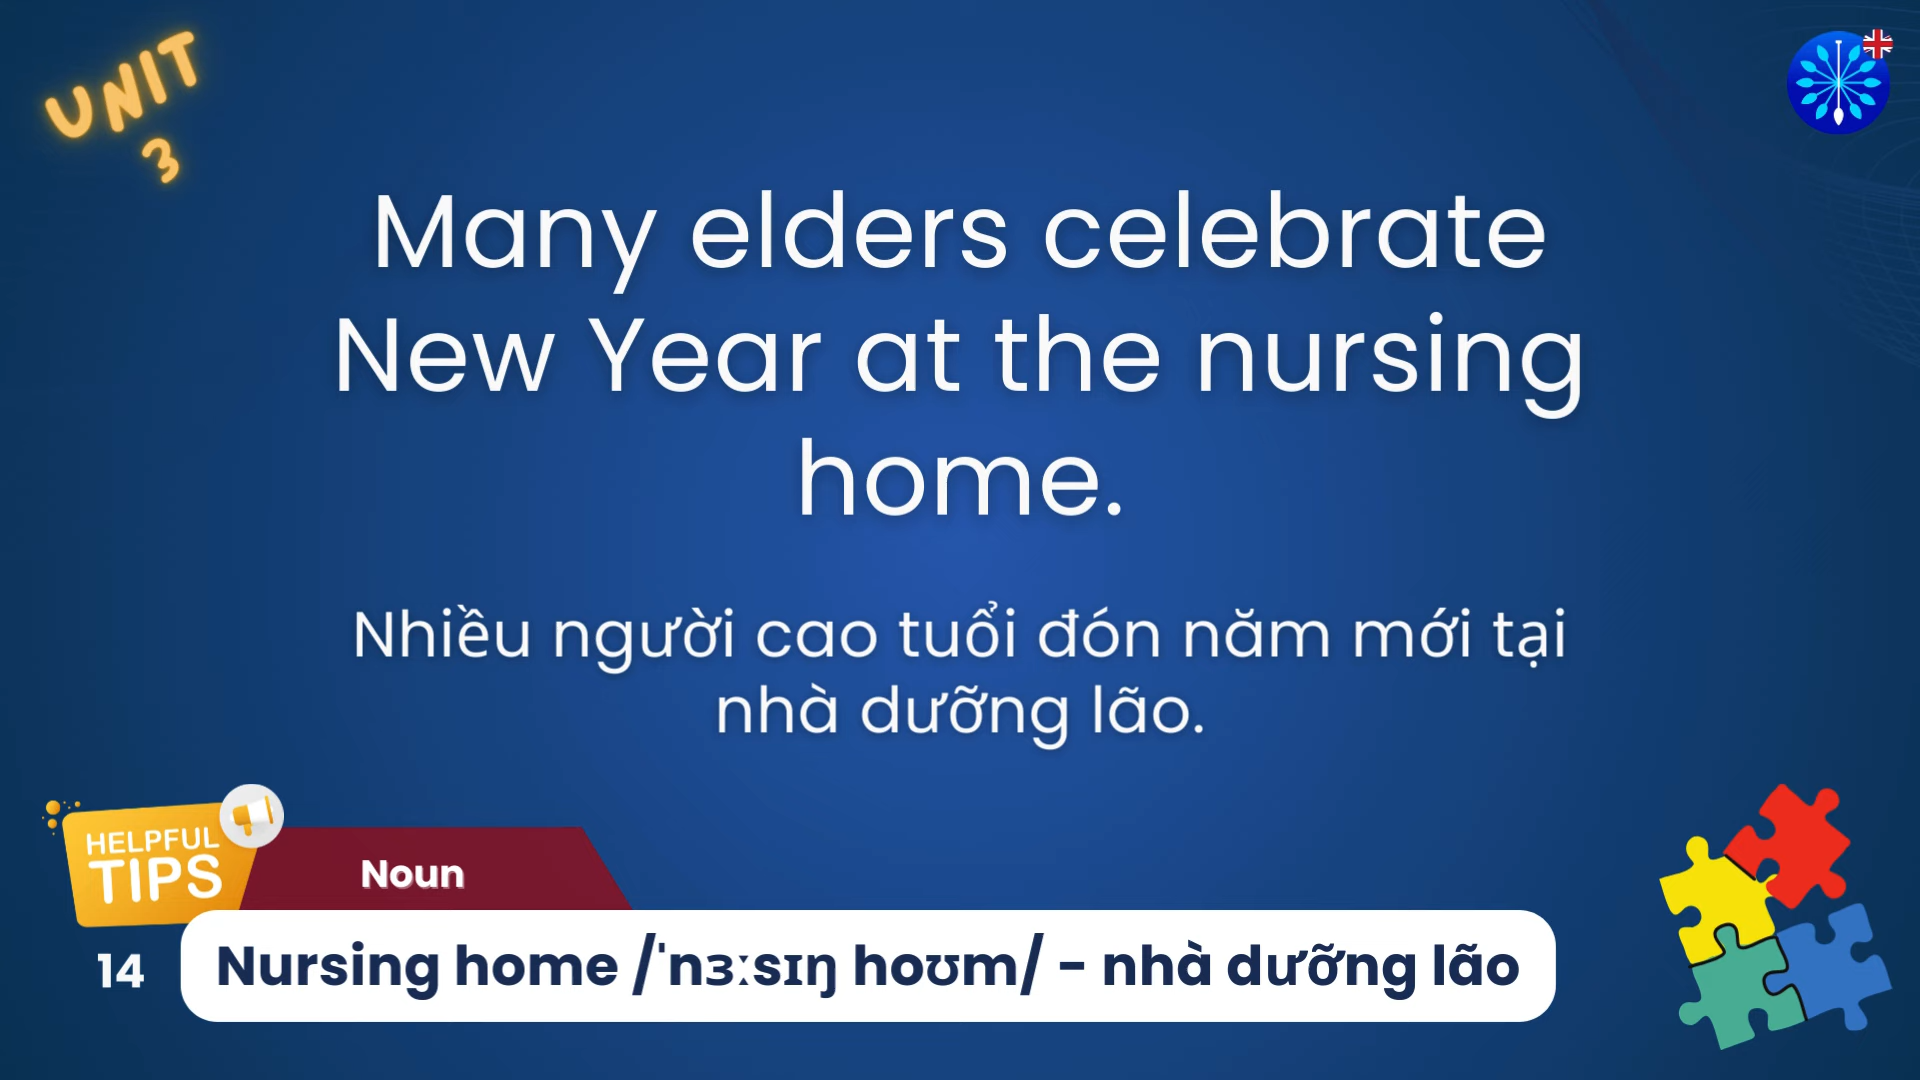 UNIT
3
Many elders celebrate
New Year at the nursing
home.
Nhiều người cao tuổi đón năm mới tại
nhà dưỡng lão.
HELPFUL
TIPS
Noun
14
Nursing home /ˈnɜːsɪŋ hoʊm/ - nhà dưỡng lão